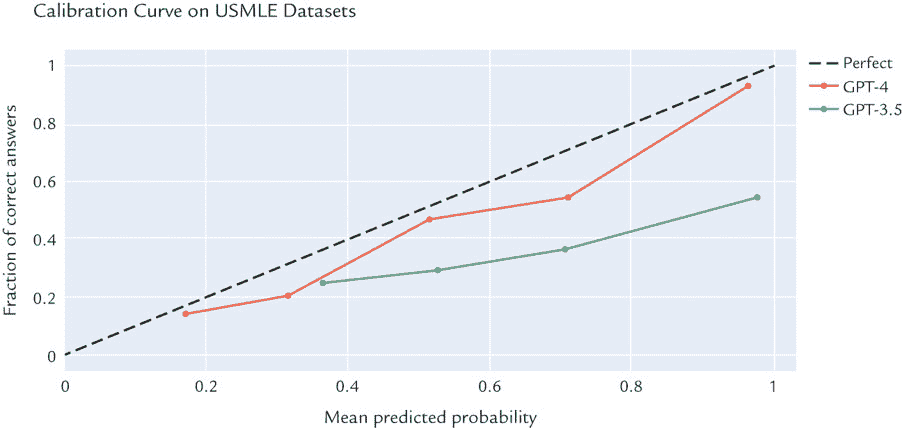 Calibration Curve on USMLE Datasets
Perfect
GPT-4
GPT-3.5
Fraction of correct answers
1
0.8
0.6
0.4
0.2
0
0 0.2 0.4 0.6 0.8 1
Mean predicted probability